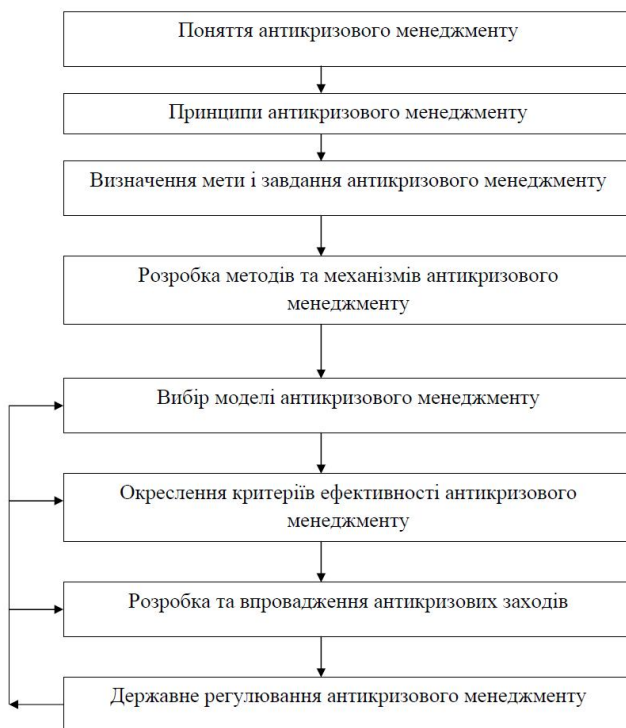 Поняття антикризового менеджменту
Принципи антикризового менеджменту
Визначення мети і завдання антикризового менеджменту
Розробка методів та механізмів антикризового
менеджменту
Вибір моделі антикризового менеджменту
Окреслення критеріїв ефективності антикризового
менеджменту
Розробка та впровадження антикризових заходів
Державне регулювання антикризового менеджменту